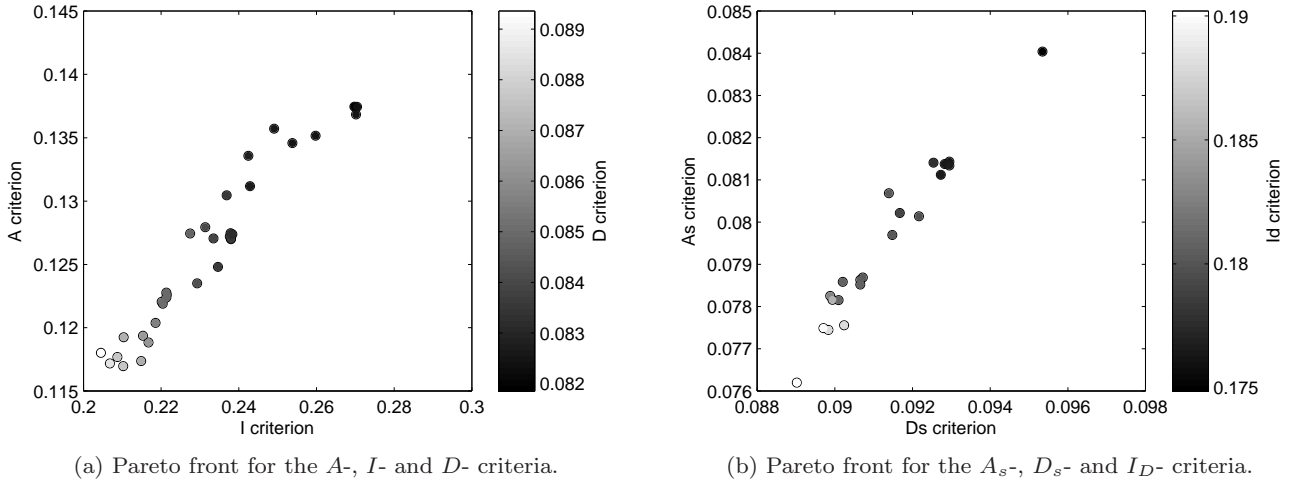 0.145
0.14
0.135
0.13
0.125
0.12
0.115
A criterion
0.2 0.22 0.24 0.26 0.28 0.3
I criterion
0.089
0.088
0.087
0.086
0.085
0.084
0.083
0.082
D criterion
(a) Pareto front for the A-, I- and D- criteria.
0.085
0.084
0.083
0.082
0.081
0.08
0.079
0.078
0.077
0.076
As criterion
0.088 0.09 0.092 0.094 0.096 0.098
Ds criterion
0.19
0.185
0.18
0.175
Id criterion
(b) Pareto front for the Aₛ-, Dₛ- and I_D- criteria.